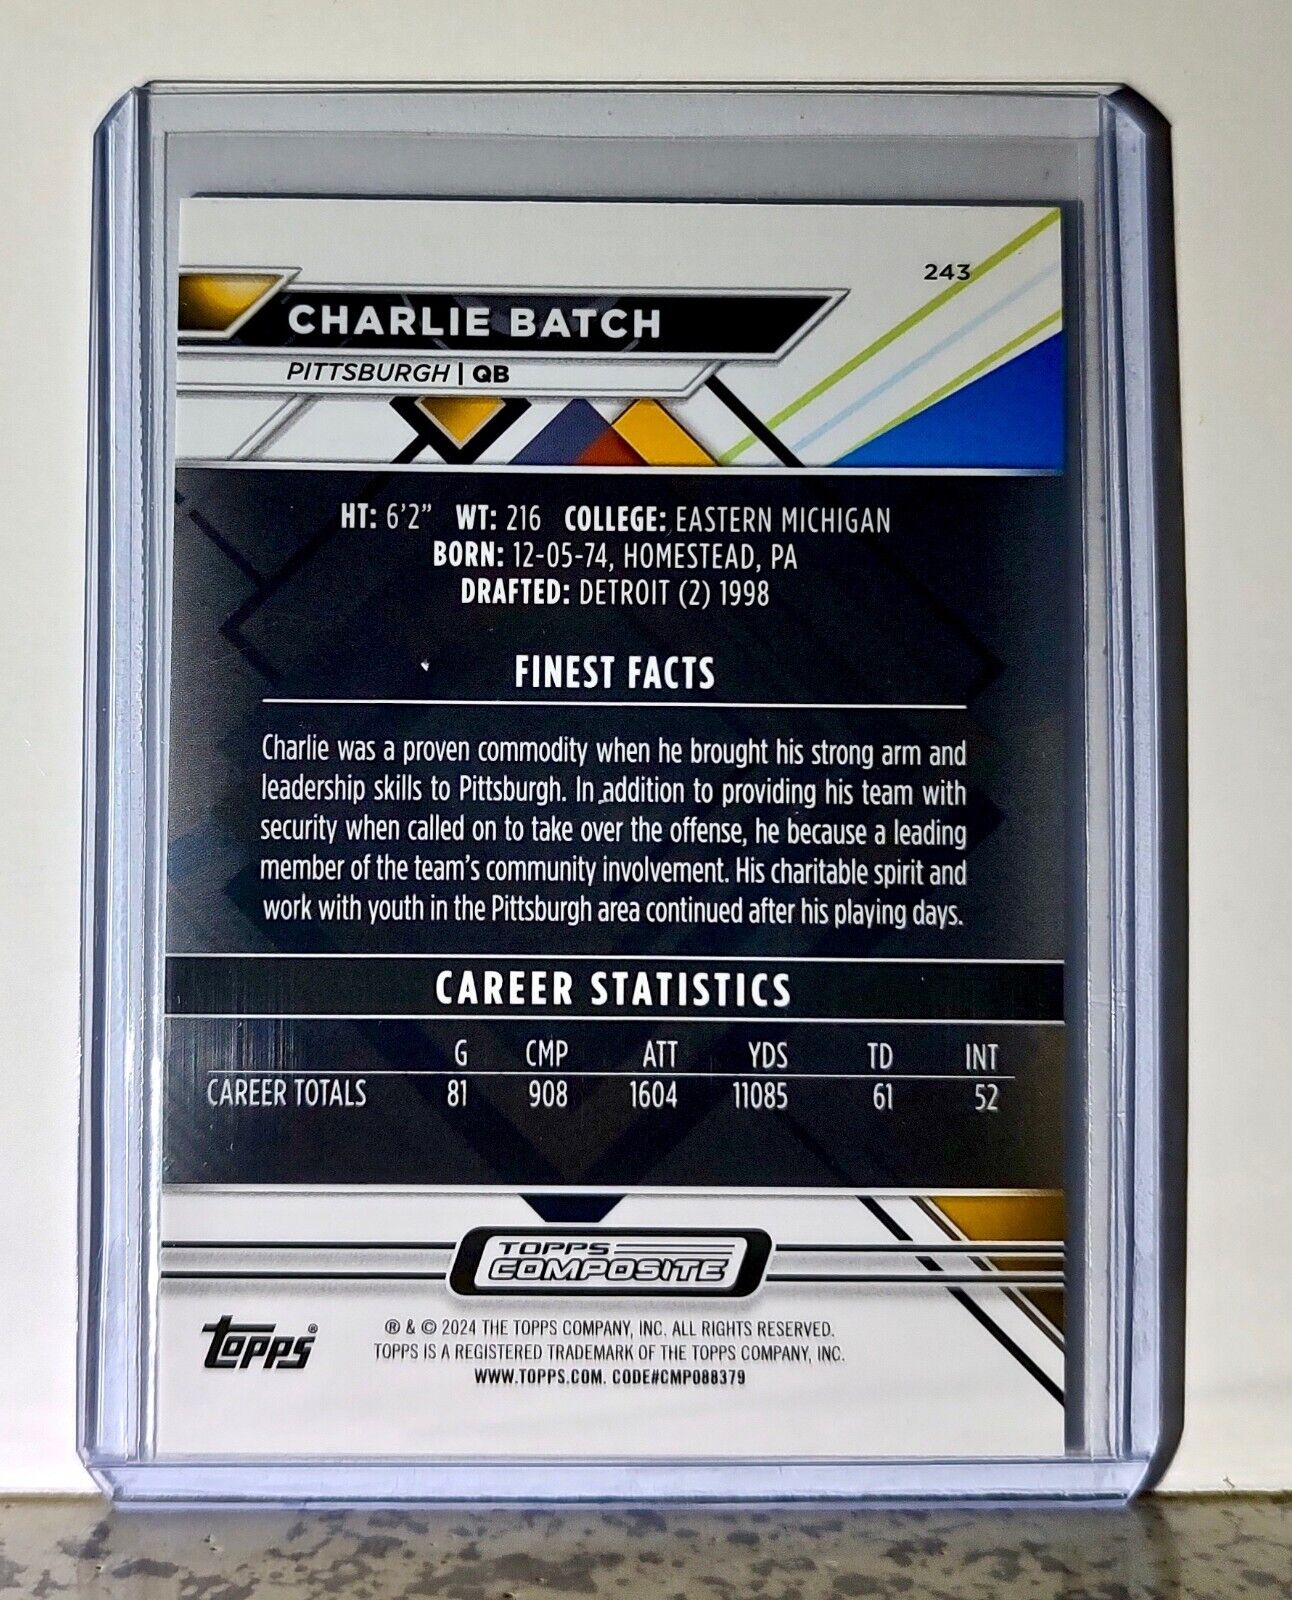 243
CHARLIE BATCH
PITTSBURGH | QB
HT: 6'2" WT: 216 COLLEGE: EASTERN MICHIGAN
BORN: 12-05-74, HOMESTEAD, PA
DRAFTED: DETROIT (2) 1998
FINEST FACTS
Charlie was a proven commodity when he brought his strong arm and
leadership skills to Pittsburgh. In addition to providing his team with
security when called on to take over the offense, he because a leading
member of the team's community involvement. His charitable spirit and
work with youth in the Pittsburgh area continued after his playing days.
CAREER STATISTICS
G CMP ATT YDS TD INT
CAREER TOTALS 81 908 1604 11085 61 52
TOPPS
COMPOSITE
Topps®
® & © 2024 THE TOPPS COMPANY, INC. ALL RIGHTS RESERVED.
TOPPS IS A REGISTERED TRADEMARK OF THE TOPPS COMPANY, INC.
WWW.TOPPS.COM. CODE#CMP088379